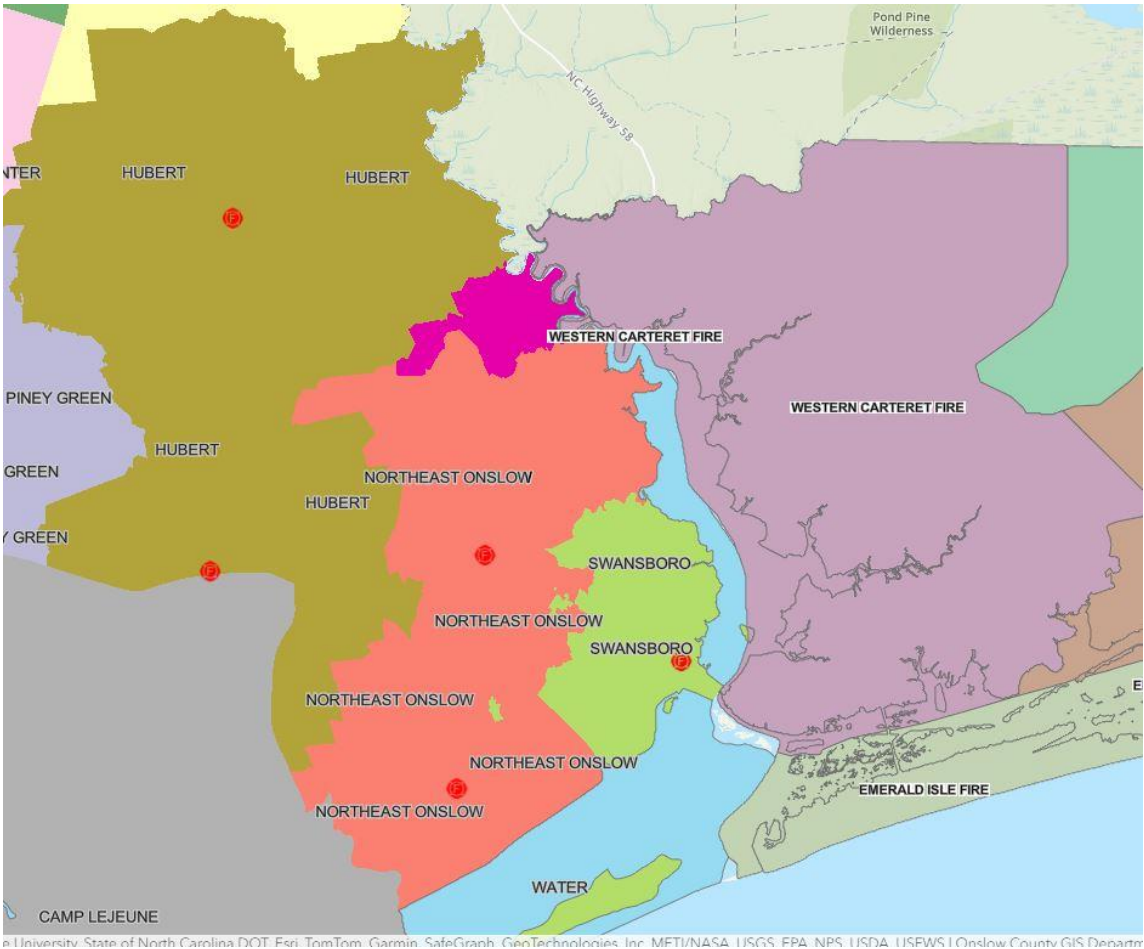 Pond Pine
Wilderness
NC Highway 58
NTER
HUBERT
HUBERT
WESTERN CARTERET FIRE
PINEY GREEN
WESTERN CARTERET FIRE
HUBERT
GREEN
NORTHEAST ONSLOW
HUBERT
Y GREEN
SWANSBORO
NORTHEAST ONSLOW
SWANSBORO
E
NORTHEAST ONSLOW
NORTHEAST ONSLOW
EMERALD ISLE FIRE
NORTHEAST ONSLOW
WATER
CAMP LEJEUNE
e University, State of North Carolina DOT, Esri, TomTom, Garmin, SafeGraph, GeoTechnologies, Inc, METI/NASA, USGS, EPA, NPS, USDA, USFWS | Onslow County GIS Departm